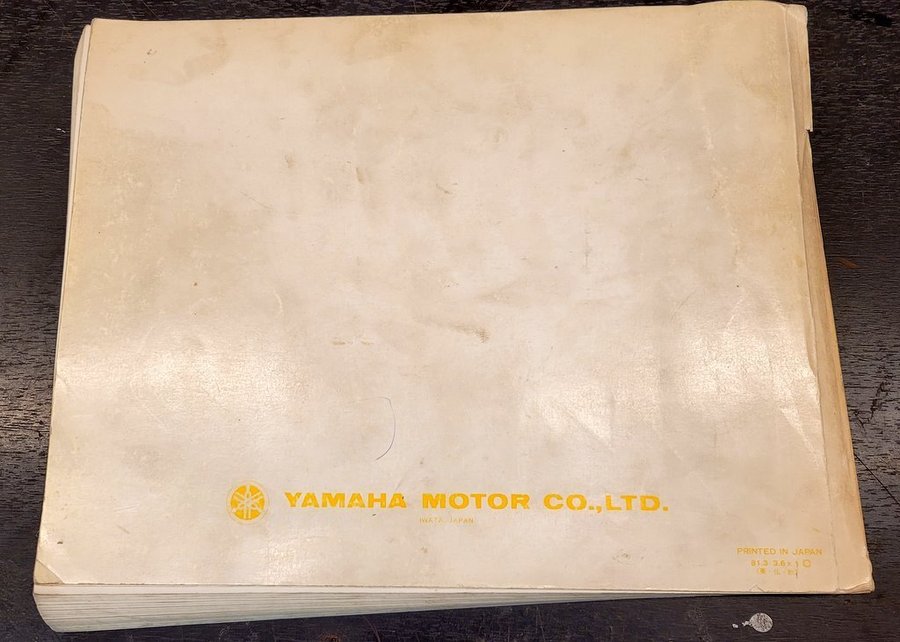 YAMAHA MOTOR CO.,LTD.
IWATA, JAPAN
PRINTED IN JAPAN